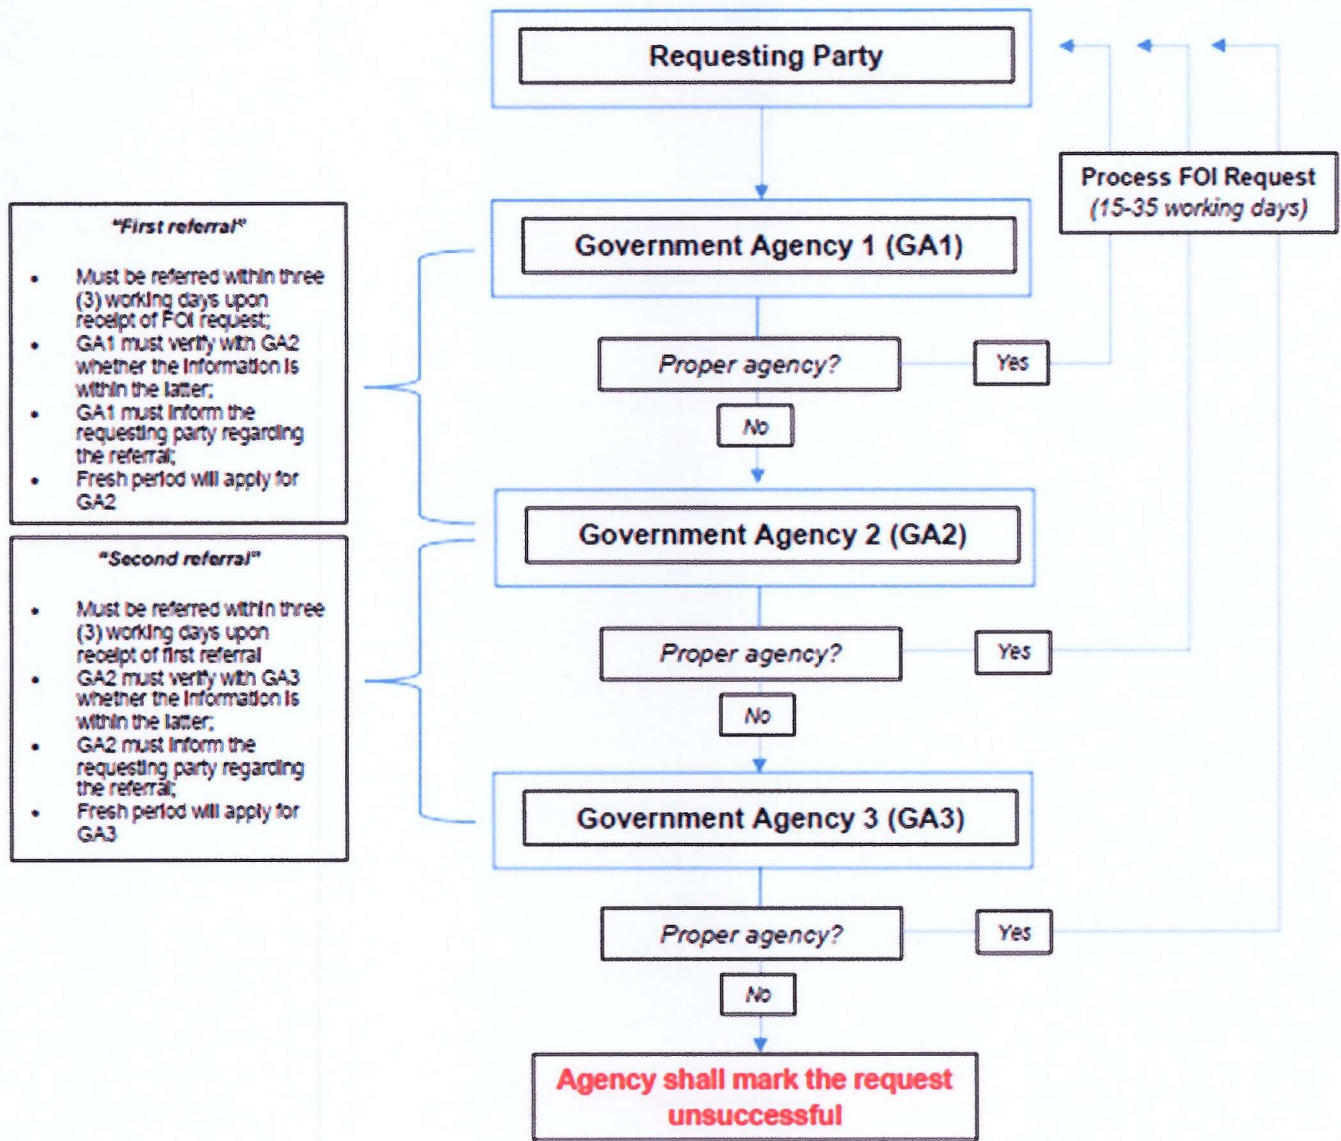 Requesting Party
Process FOI Request
(15-35 working days)
"First referral"
• Must be referred within three
(3) working days upon
receipt of FOI request;
• GA1 must verify with GA2
whether the information is
within the latter;
• GA1 must inform the
requesting party regarding
the referral;
• Fresh period will apply for
GA2
Government Agency 1 (GA1)
Proper agency?
Yes
No
Government Agency 2 (GA2)
"Second referral"
• Must be referred within three
(3) working days upon
receipt of first referral
• GA2 must verify with GA3
whether the information is
within the latter;
• GA2 must inform the
requesting party regarding
the referral;
• Fresh period will apply for
GA3
Proper agency?
Yes
No
Government Agency 3 (GA3)
Proper agency?
Yes
No
Agency shall mark the request
unsuccessful